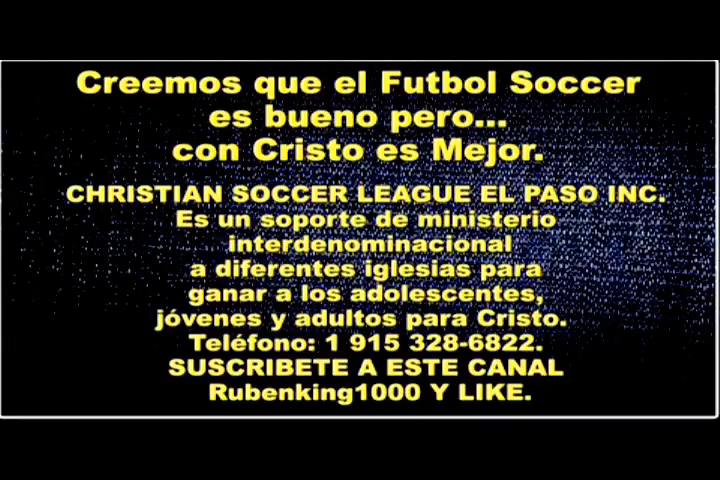 Creemos que el Futbol Soccer
es bueno pero...
con Cristo es Mejor.
CHRISTIAN SOCCER LEAGUE EL PASO INC.
Es un soporte de ministerio
interdenominacional
a diferentes iglesias para
ganar a los adolescentes,
jóvenes y adultos para Cristo.
Teléfono: 1 915 328-6822.
SUSCRIBETE A ESTE CANAL
Rubenking1000 Y LIKE.